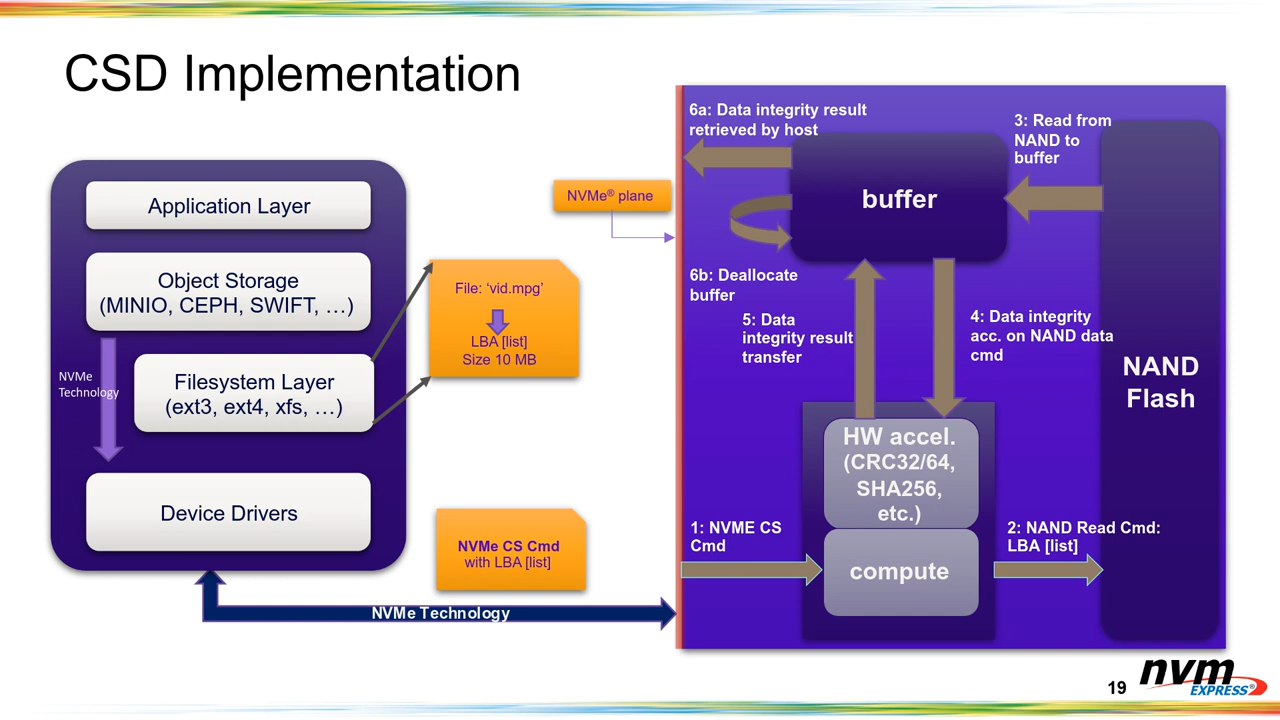 CSD Implementation
Application Layer
Object Storage
(MINIO, CEPH, SWIFT, …)
NVMe
Technology
Filesystem Layer
(ext3, ext4, xfs, …)
Device Drivers
File: ‘vid.mpg’
LBA [list]
Size 10 MB
NVMe® plane
NVMe CS Cmd
with LBA [list]
NVMe Technology
6a: Data integrity result
retrieved by host
buffer
3: Read from
NAND to
buffer
6b: Deallocate
buffer
5: Data
integrity result
transfer
4: Data integrity
acc. on NAND data
cmd
NAND
Flash
HW accel.
(CRC32/64,
SHA256,
etc.)
1: NVME CS
Cmd
compute
2: NAND Read Cmd:
LBA [list]
19
nvm
EXPRESS®